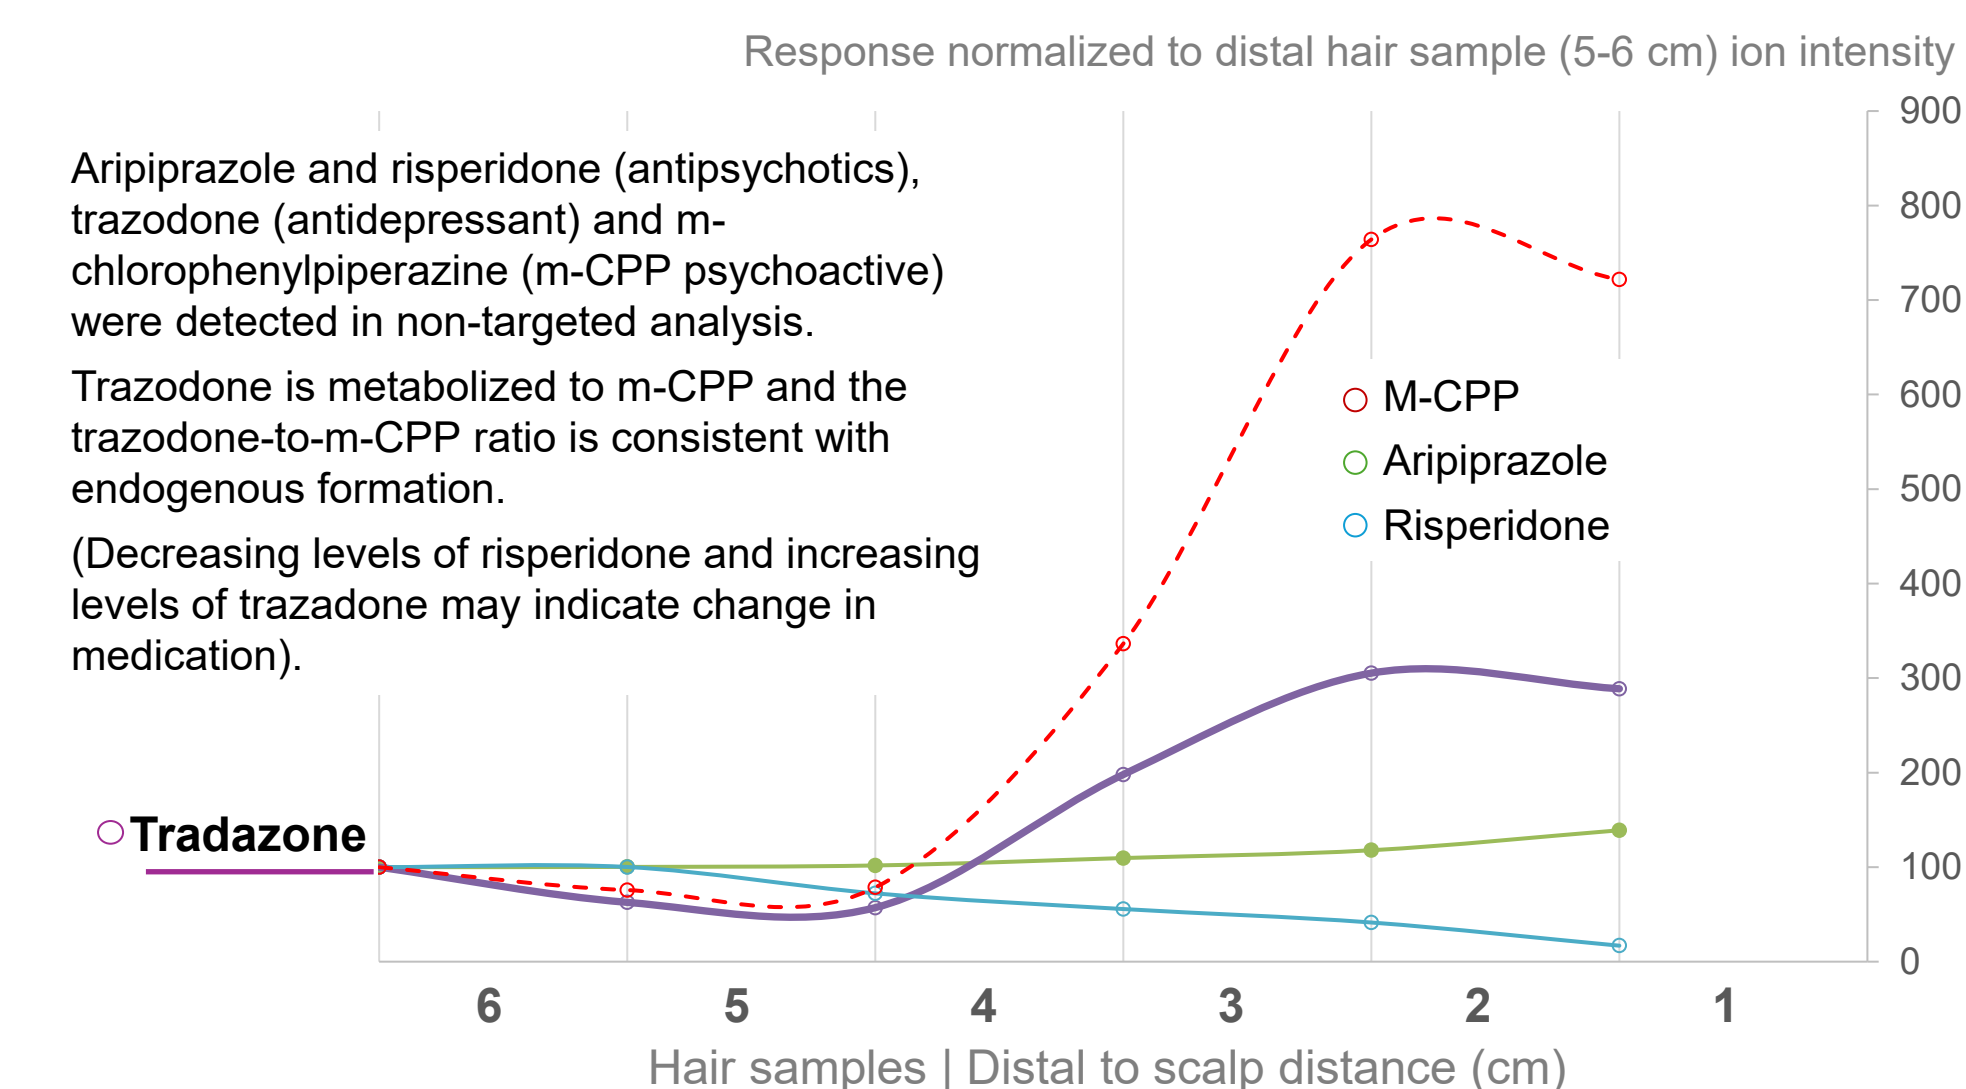 Response normalized to distal hair sample (5-6 cm) ion intensity
Aripiprazole and risperidone (antipsychotics),
trazodone (antidepressant) and m-
chlorophenylpiperazine (m-CPP psychoactive)
were detected in non-targeted analysis.
Trazodone is metabolized to m-CPP and the
trazodone-to-m-CPP ratio is consistent with
endogenous formation.
(Decreasing levels of risperidone and increasing
levels of trazadone may indicate change in
medication).
M-CPP
Aripiprazole
Risperidone
Tradazone
900
800
700
600
500
400
300
200
100
0
6 5 4 3 2 1
Hair samples | Distal to scalp distance (cm)